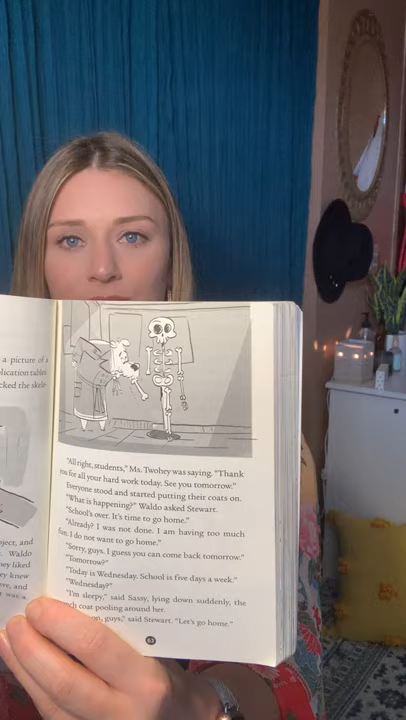 a picture of a
lication tables
cked the skele
oject, and
. Waldo
hey liked
ey knew
ere, and
was a
"All right, students," Ms. Twohey was saying. "Thank
you for all your hard work today. See you tomorrow."
Everyone stood and started putting their coats on.
"What is happening?" Waldo asked Stewart.
"School's over. It's time to go home."
"Already? I was not done. I am having too much
fun. I do not want to go home."
"Sorry, guys. I guess you can come back tomorrow."
"Tomorrow?"
"Today is Wednesday. School is five days a week."
"Wednesday?"
"I'm sleepy," said Sassy, lying down suddenly, the
coat pooling around her.
on, guys," said Stewart. "Let's go home."
63